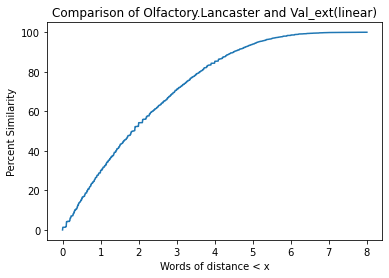 Comparison of Olfactory.Lancaster and Val_ext(linear)
Percent Similarity
100
80
60
40
20
0
0 1 2 3 4 5 6 7 8
Words of distance < x